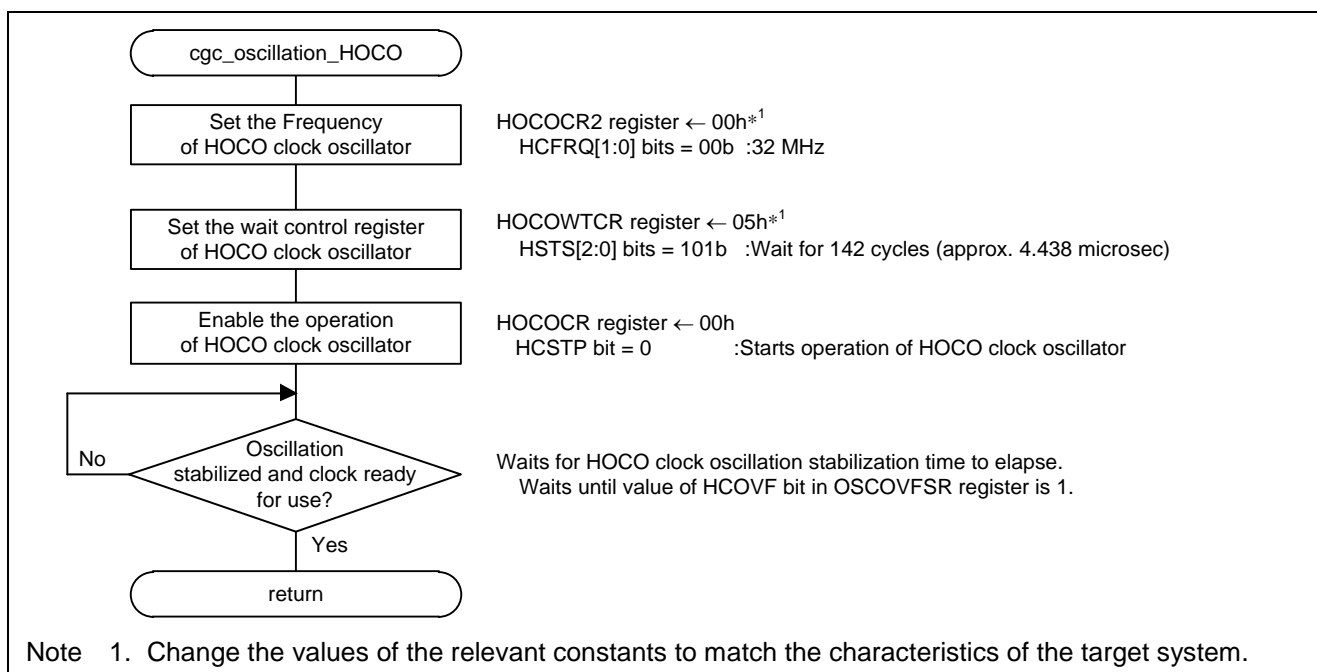 cgc_oscillation_HOCO
Set the Frequency
of HOCO clock oscillator
HOCOCR2 register ← 00h*1
HCFRQ[1:0] bits = 00b :32 MHz
Set the wait control register
of HOCO clock oscillator
HOCOWTCR register ← 05h*1
HSTS[2:0] bits = 101b :Wait for 142 cycles (approx. 4.438 microsec)
Enable the operation
of HOCO clock oscillator
HOCOCR register ← 00h
HCSTP bit = 0 :Starts operation of HOCO clock oscillator
No
Oscillation
stabilized and clock ready
for use?
Waits for HOCO clock oscillation stabilization time to elapse.
Waits until value of HCOVF bit in OSCOVFSR register is 1.
Yes
return
Note 1. Change the values of the relevant constants to match the characteristics of the target system.